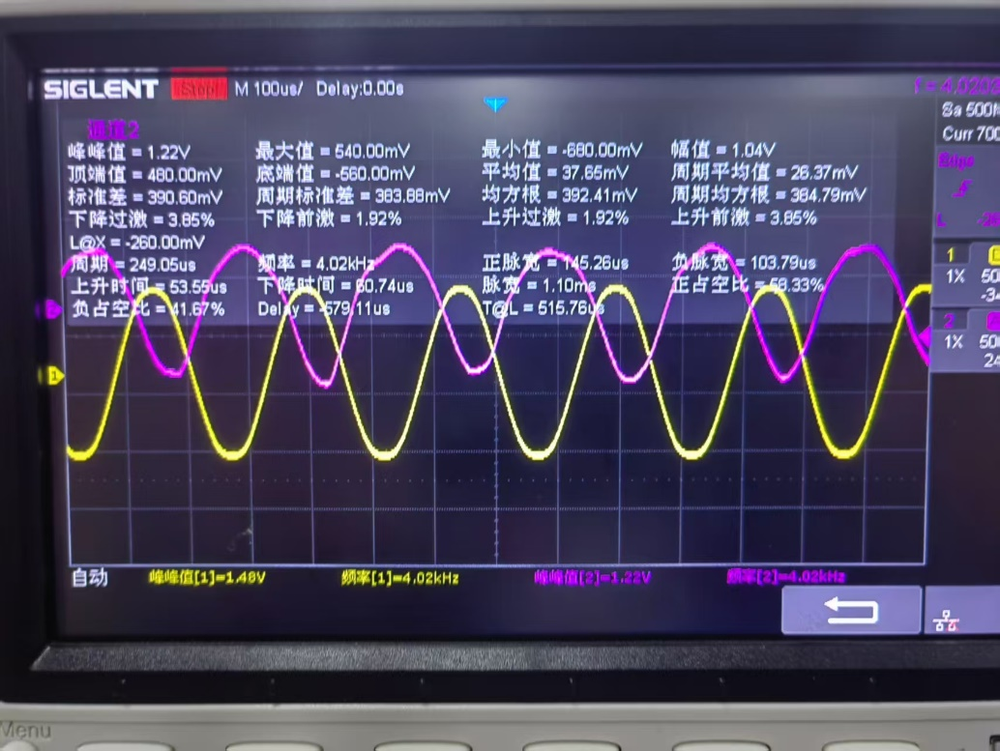 SIGLENT Stop M 100us/ Delay:0.00s
Sa 500M
Curr 700
通道2
峰峰值 = 1.22V 最大值 = 540.00mV 最小值 = -680.00mV 幅值 = 1.04V
顶端值 = 480.00mV 底端值 = -560.00mV 平均值 = 37.65mV 周期平均值 = 26.37mV
标准差 = 390.60mV 周期标准差 = 383.88mV 均方根 = 392.41mV 周期均方根 = 384.79mV
下降过激 = 3.85% 下降前激 = 1.92% 上升过激 = 1.92% 上升前激 = 3.85%
L@X = -260.00mV
周期 = 249.05us 频率 = 4.02kHz 正脉宽 = 145.26us 负脉宽 = 103.79us
上升时间 = 53.55us 下降时间 = 60.74us 脉宽 = 1.10ms 正占空比 = 58.33%
负占空比 = 41.67% Delay = -579.11us T@L = 515.76us
L
1
1X 50
2
1X 50
24
1
自动 峰峰值[1]=1.48V 频率[1]=4.02kHz 峰峰值[2]=1.22V 频率[2]=4.02kHz
Menu